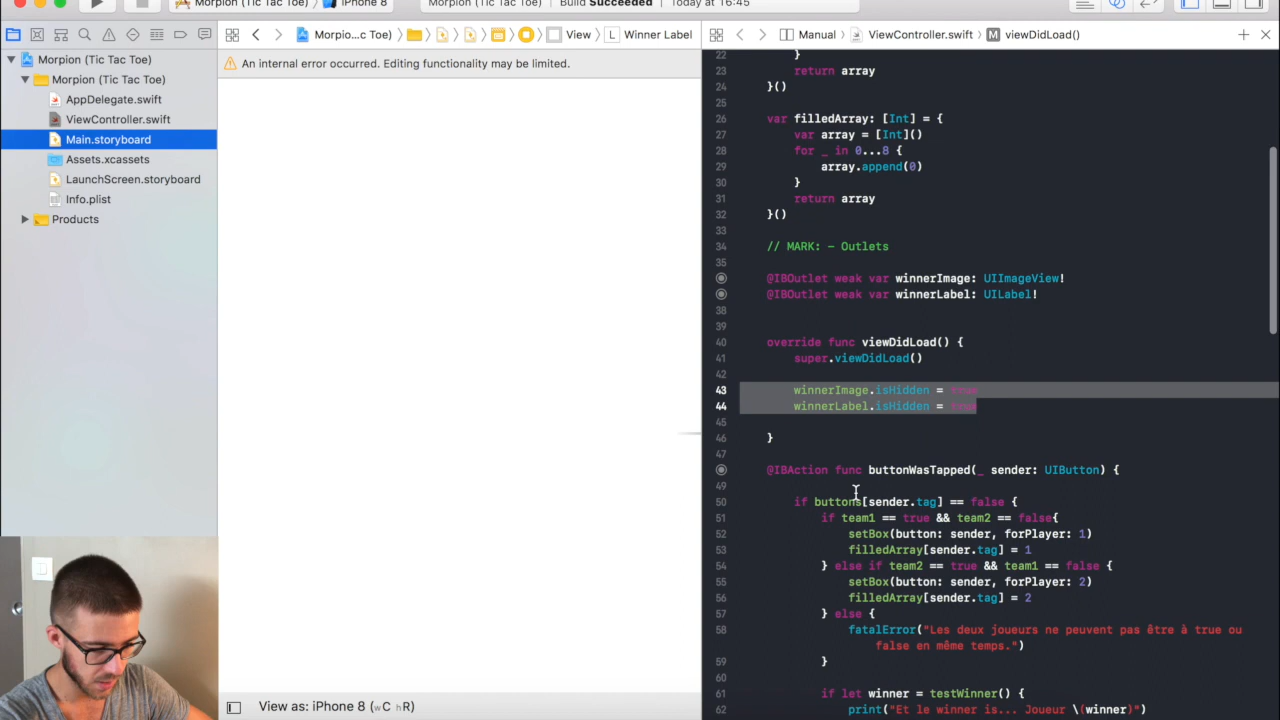 Morpion (Tic Tac Toe) iPhone 8 Morpion (Tic Tac Toe) Build Succeeded Today at 16:45
Morpio...c Toe) View L Winner Label
Manual ViewController.swift M viewDidLoad()
Morpion (Tic Tac Toe)
Morpion (Tic Tac Toe)
AppDelegate.swift
ViewController.swift
Main.storyboard
Assets.xcassets
LaunchScreen.storyboard
Info.plist
Products
An internal error occurred. Editing functionality may be limited.
View as: iPhone 8 (wC hR)
22 }
23 return array
24 }()
25
26 var filledArray: [Int] = {
27 var array = [Int]()
28 for _ in 0...8 {
29 array.append(0)
30 }
31 return array
32 }()
33
34 // MARK: - Outlets
35
@IBOutlet weak var winnerImage: UIImageView!
@IBOutlet weak var winnerLabel: UILabel!
38
39
40 override func viewDidLoad() {
41 super.viewDidLoad()
42
43 winnerImage.isHidden = true
44 winnerLabel.isHidden = true
45
46 }
47
@IBAction func buttonWasTapped(_ sender: UIButton) {
49
50 if buttons[sender.tag] == false {
51 if team1 == true && team2 == false{
52 setBox(button: sender, forPlayer: 1)
53 filledArray[sender.tag] = 1
54 } else if team2 == true && team1 == false {
55 setBox(button: sender, forPlayer: 2)
56 filledArray[sender.tag] = 2
57 } else {
58 fatalError("Les deux joueurs ne peuvent pas être à true ou
false en même temps.")
59 }
60
61 if let winner = testWinner() {
62 print("Et le winner is... Joueur \(winner)")